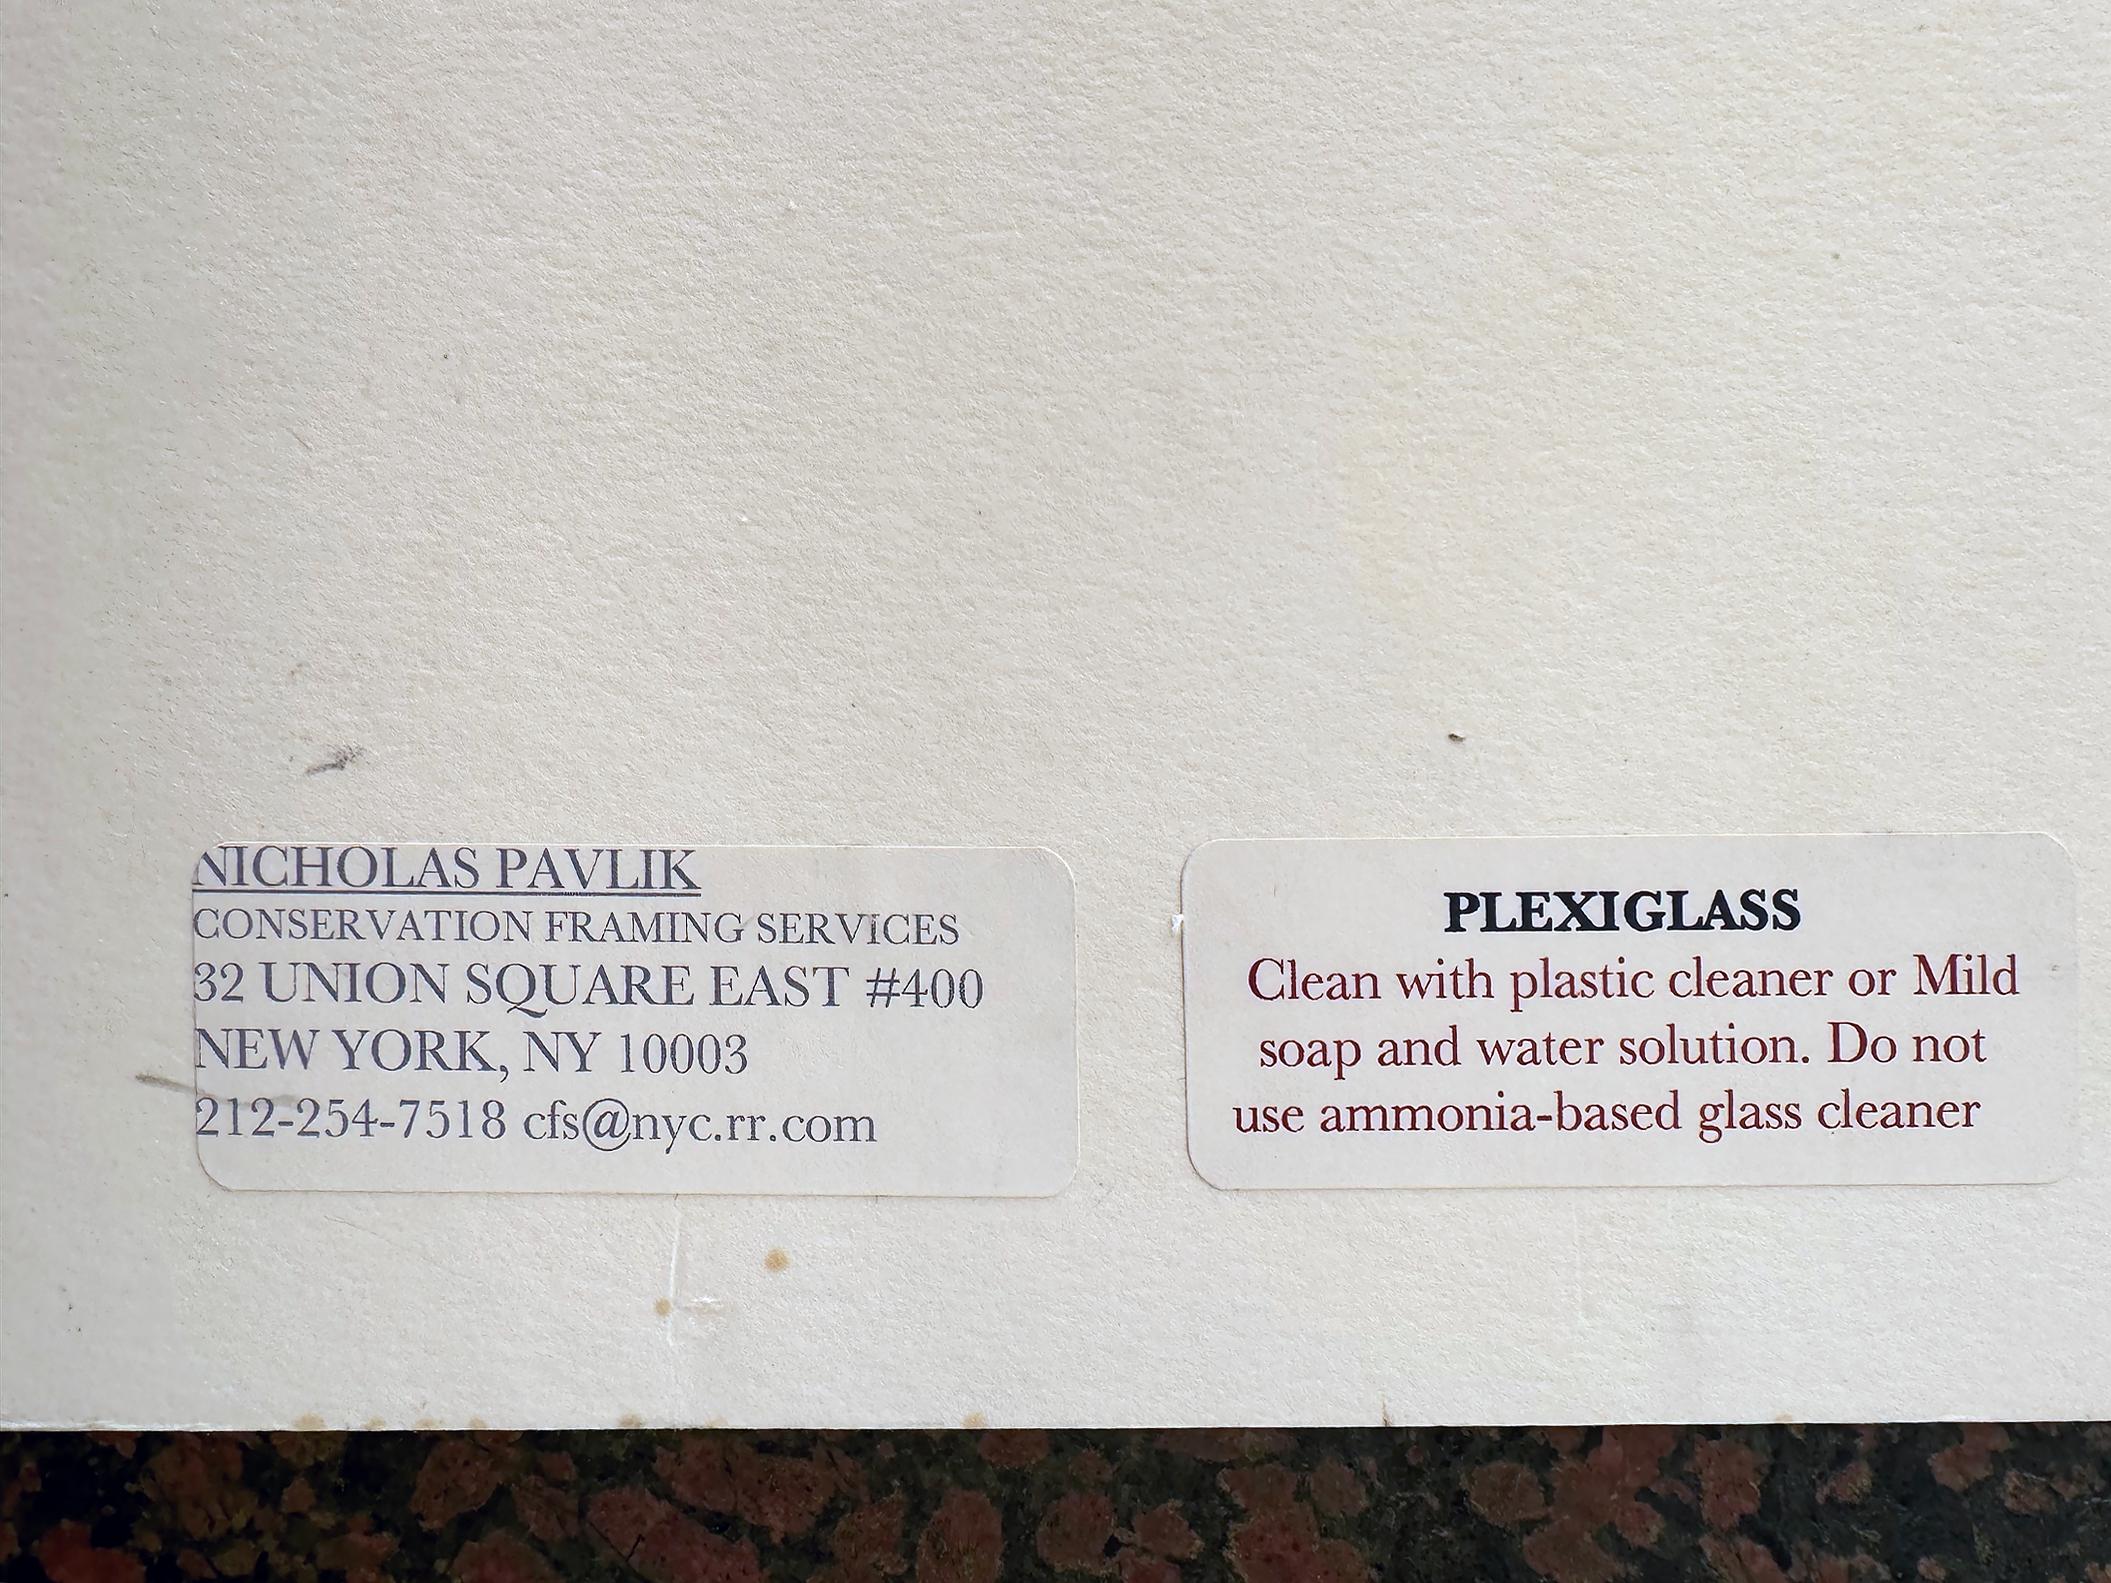 NICHOLAS PAVLIK
CONSERVATION FRAMING SERVICES
32 UNION SQUARE EAST #400
NEW YORK, NY 10003
212-254-7518 cfs@nyc.rr.com
PLEXIGLASS
Clean with plastic cleaner or Mild
soap and water solution. Do not
use ammonia-based glass cleaner